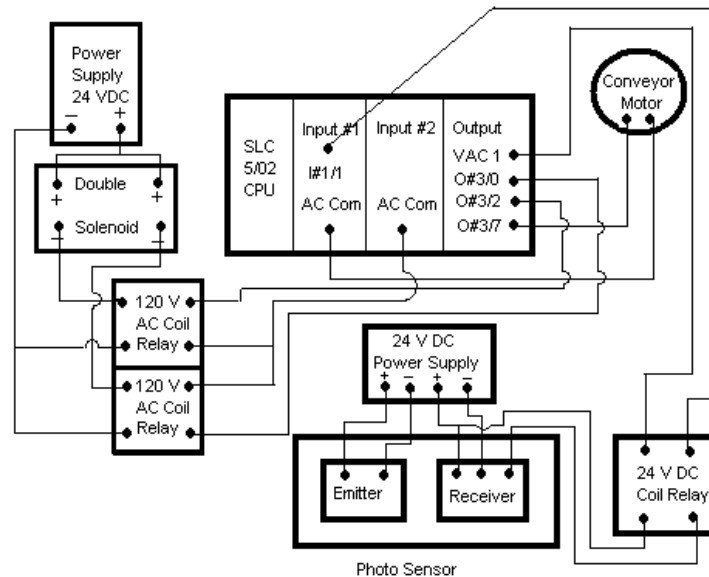 Power
Supply
24 VDC
− +
Double
+ +
Solenoid
− −
120 V
AC Coil
Relay
120 V
AC Coil
Relay
SLC
5/02
CPU
Input #1
I#1/1
AC Com
Input #2
AC Com
Output
VAC 1
O#3/0
O#3/2
O#3/7
Conveyor
Motor
24 V DC
Power Supply
+ − + −
Emitter
Receiver
Photo Sensor
24 V DC
Coil Relay